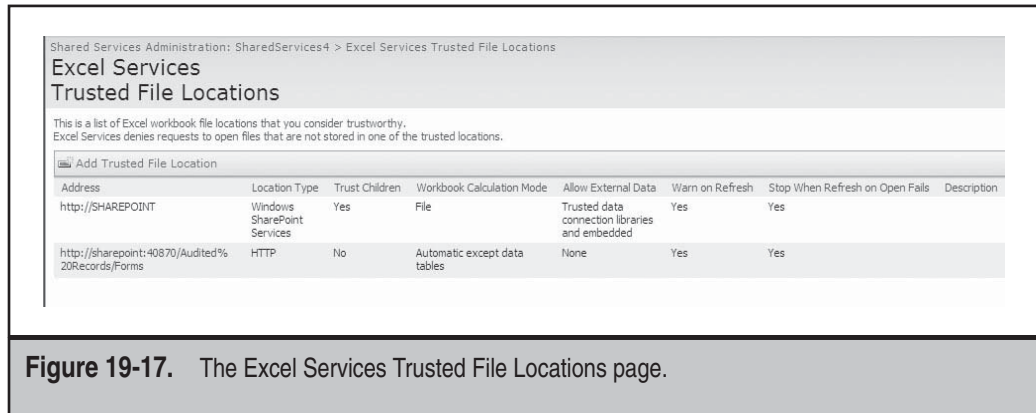 Shared Services Administration: SharedServices4 > Excel Services Trusted File Locations
Excel Services
Trusted File Locations
This is a list of Excel workbook file locations that you consider trustworthy.
Excel Services denies requests to open files that are not stored in one of the trusted locations.
Add Trusted File Location
Address Location Type Trust Children Workbook Calculation Mode Allow External Data Warn on Refresh Stop When Refresh on Open Fails Description
http://SHAREPOINT Windows Yes File Trusted data Yes Yes
SharePoint connection libraries
Services and embedded
http://sharepoint:40870/Audited% HTTP No Automatic except data None Yes Yes
20Records/Forms tables
Figure 19-17. The Excel Services Trusted File Locations page.